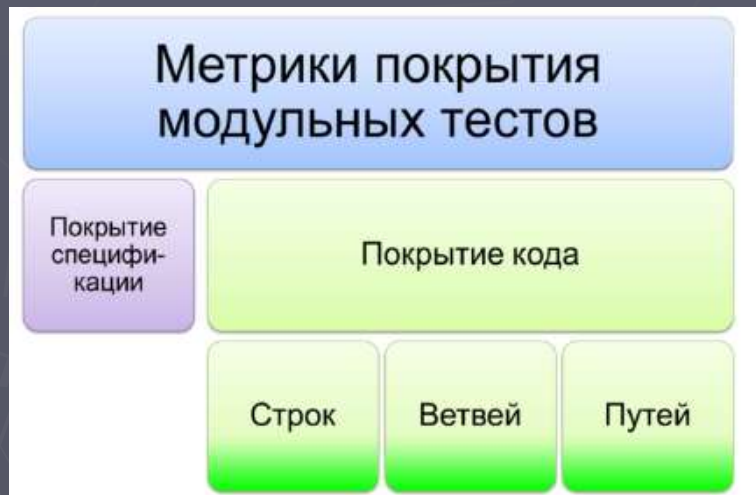 Метрики покрытия
модульных тестов
Покрытие
специфи-
кации
Покрытие кода
Строк
Ветвей
Путей